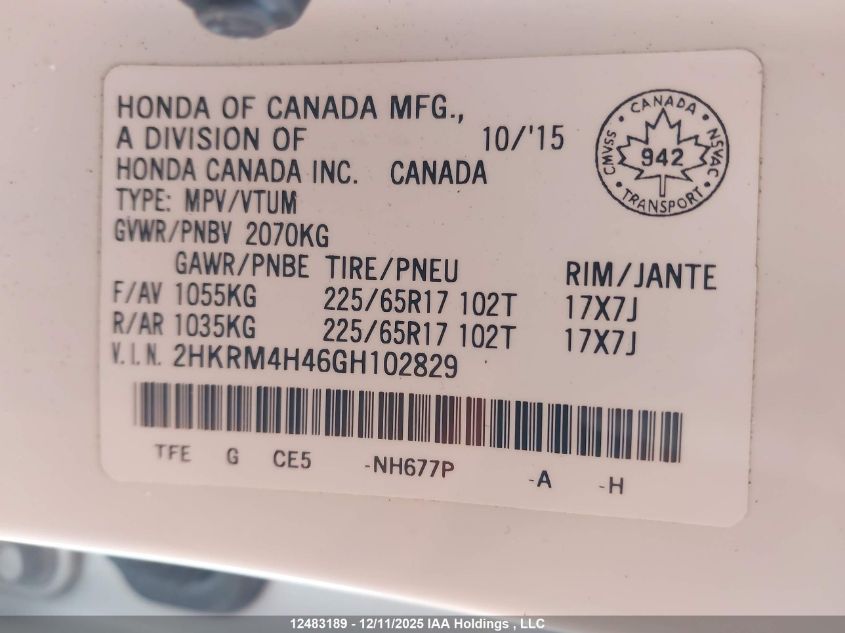 HONDA OF CANADA MFG.,
A DIVISION OF 10/'15
HONDA CANADA INC. CANADA
TYPE: MPV/VTUM
GVWR/PNBV 2070KG
GAWR/PNBE TIRE/PNEU RIM/JANTE
F/AV 1055KG 225/65R17 102T 17X7J
R/AR 1035KG 225/65R17 102T 17X7J
V.I.N. 2HKRM4H46GH102829
TFE G CE5 -NH677P -A -H
CANADA
CMVSS 942 NSVAC
TRANSPORT
12483189 - 12/11/2025 IAA Holdings , LLC